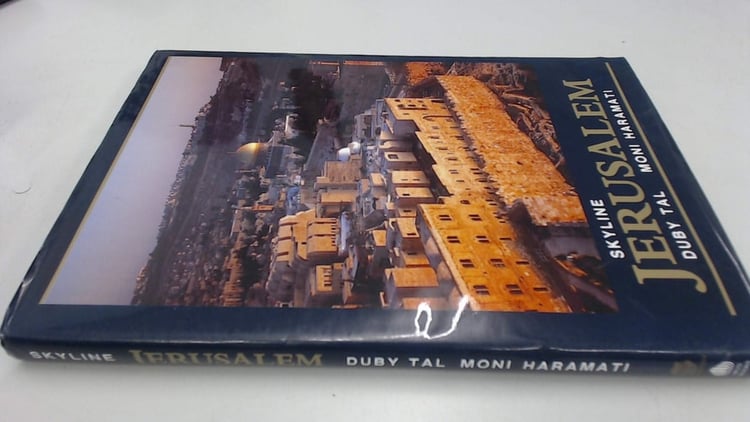 SKYLINE
JERUSALEM
DUBY TAL MONI HARAMATI
SKYLINE JERUSALEM DUBY TAL MONI HARAMATI